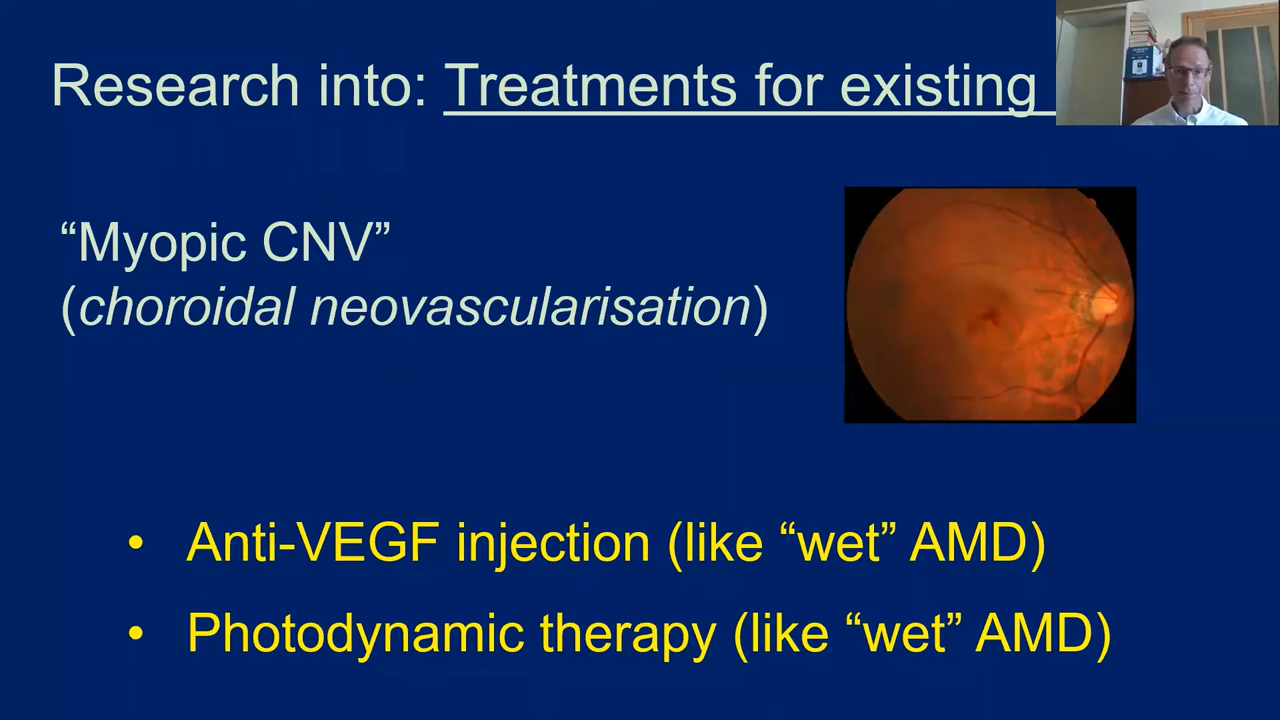 Research into: Treatments for existing
“Myopic CNV”
(choroidal neovascularisation)
• Anti-VEGF injection (like “wet” AMD)
• Photodynamic therapy (like “wet” AMD)